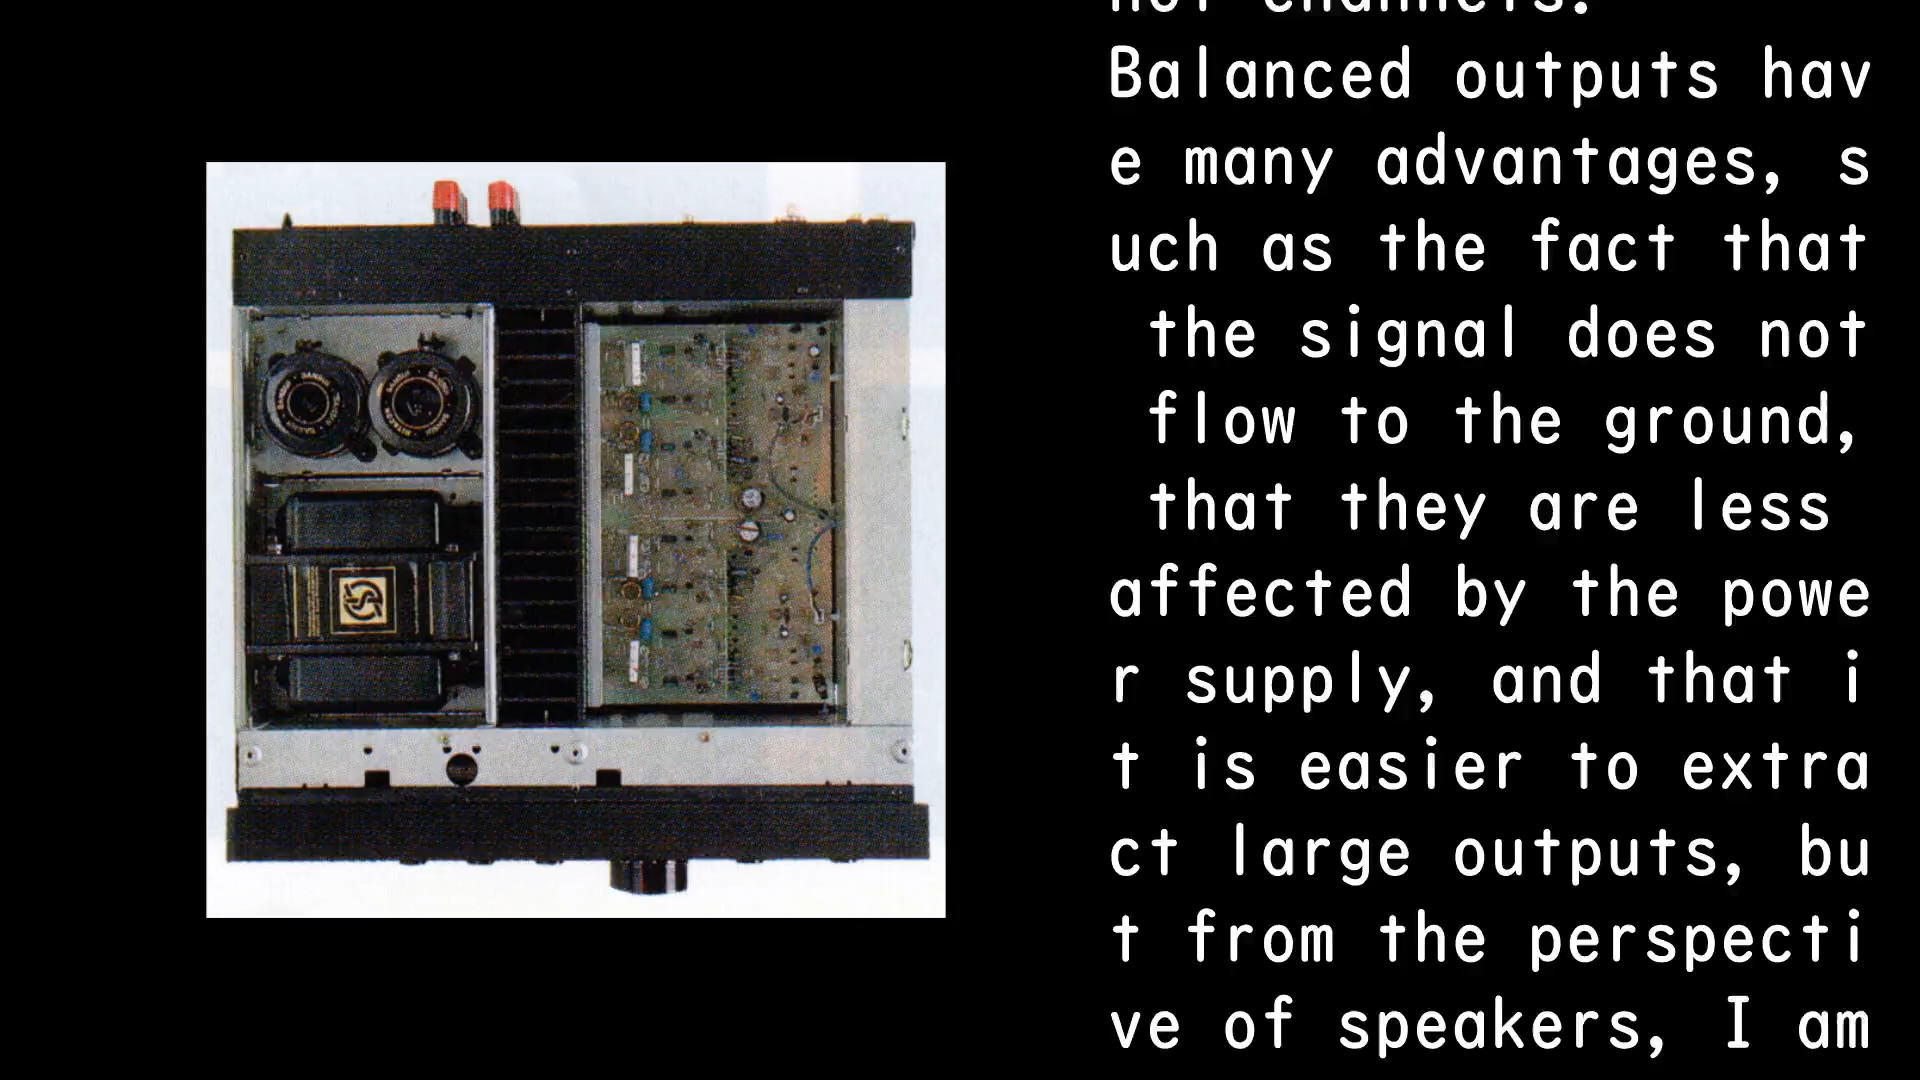 not channels.
Balanced outputs hav
e many advantages, s
uch as the fact that
 the signal does not
 flow to the ground,
 that they are less
affected by the powe
r supply, and that i
t is easier to extra
ct large outputs, bu
t from the perspecti
ve of speakers, I am